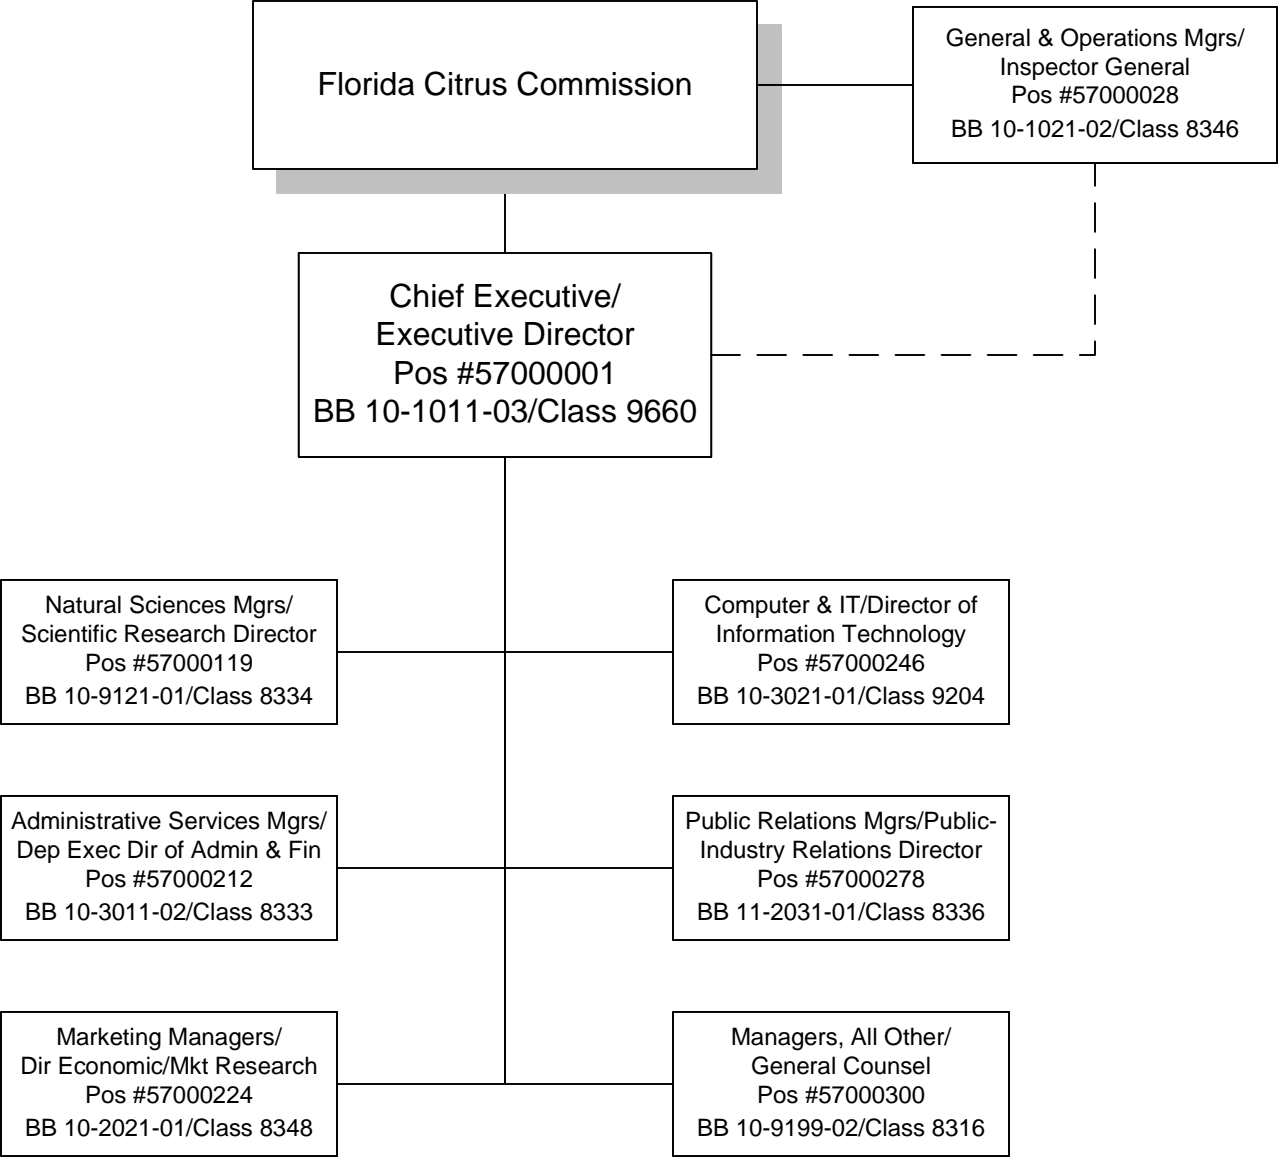 Florida Citrus Commission
General & Operations Mgrs/
Inspector General
Pos #57000028
BB 10-1021-02/Class 8346
Chief Executive/
Executive Director
Pos #57000001
BB 10-1011-03/Class 9660
Natural Sciences Mgrs/
Scientific Research Director
Pos #57000119
BB 10-9121-01/Class 8334
Computer & IT/Director of
Information Technology
Pos #57000246
BB 10-3021-01/Class 9204
Administrative Services Mgrs/
Dep Exec Dir of Admin & Fin
Pos #57000212
BB 10-3011-02/Class 8333
Public Relations Mgrs/Public-
Industry Relations Director
Pos #57000278
BB 11-2031-01/Class 8336
Marketing Managers/
Dir Economic/Mkt Research
Pos #57000224
BB 10-2021-01/Class 8348
Managers, All Other/
General Counsel
Pos #57000300
BB 10-9199-02/Class 8316